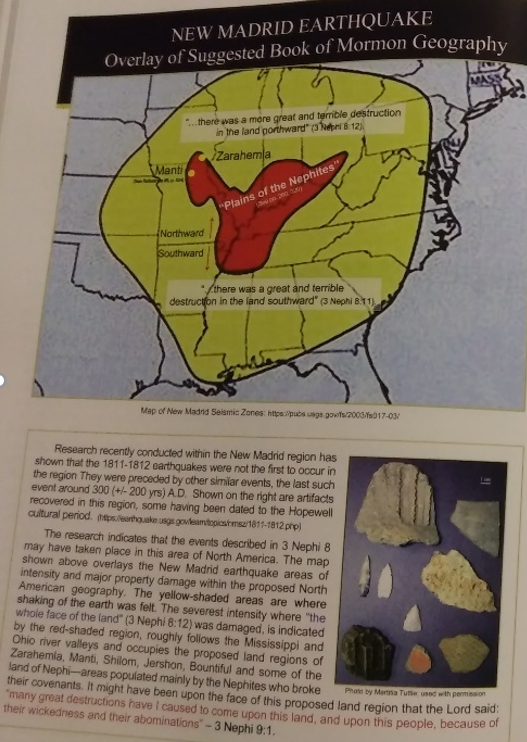 NEW MADRID EARTHQUAKE
Overlay of Suggested Book of Mormon Geography
MASS
"...there was a more great and terrible destruction
in the land northward" (3 Nephi 8:12).
Zarahemla
Manti
"Plains of the Nephites"
Northward
Southward
"...there was a great and terrible
destruction in the land southward" (3 Nephi 8:11).
Map of New Madrid Seismic Zones: https://pubs.usgs.gov/fs/2003/fs017-03/
Research recently conducted within the New Madrid region has
shown that the 1811-1812 earthquakes were not the first to occur in
the region They were preceded by other similar events, the last such
event around 300 (+/- 200 yrs) A.D. Shown on the right are artifacts
recovered in this region, some having been dated to the Hopewell
cultural period. (https://earthquake.usgs.gov/learn/topics/nmsz/1811-1812.php)
The research indicates that the events described in 3 Nephi 8
may have taken place in this area of North America. The map
shown above overlays the New Madrid earthquake areas of
intensity and major property damage within the proposed North
American geography. The yellow-shaded areas are where
shaking of the earth was felt. The severest intensity where "the
whole face of the land" (3 Nephi 8:12) was damaged, is indicated
by the red-shaded region, roughly follows the Mississippi and
Ohio river valleys and occupies the proposed land regions of
Zarahemla, Manti, Shilom, Jershon, Bountiful and some of the
land of Nephi—areas populated mainly by the Nephites who broke
their covenants. It might have been upon the face of this proposed land region that the Lord said:
"many great destructions have I caused to come upon this land, and upon this people, because of
their wickedness and their abominations" – 3 Nephi 9:1.
1 cm
Photo by Martitia Tuttle: used with permission